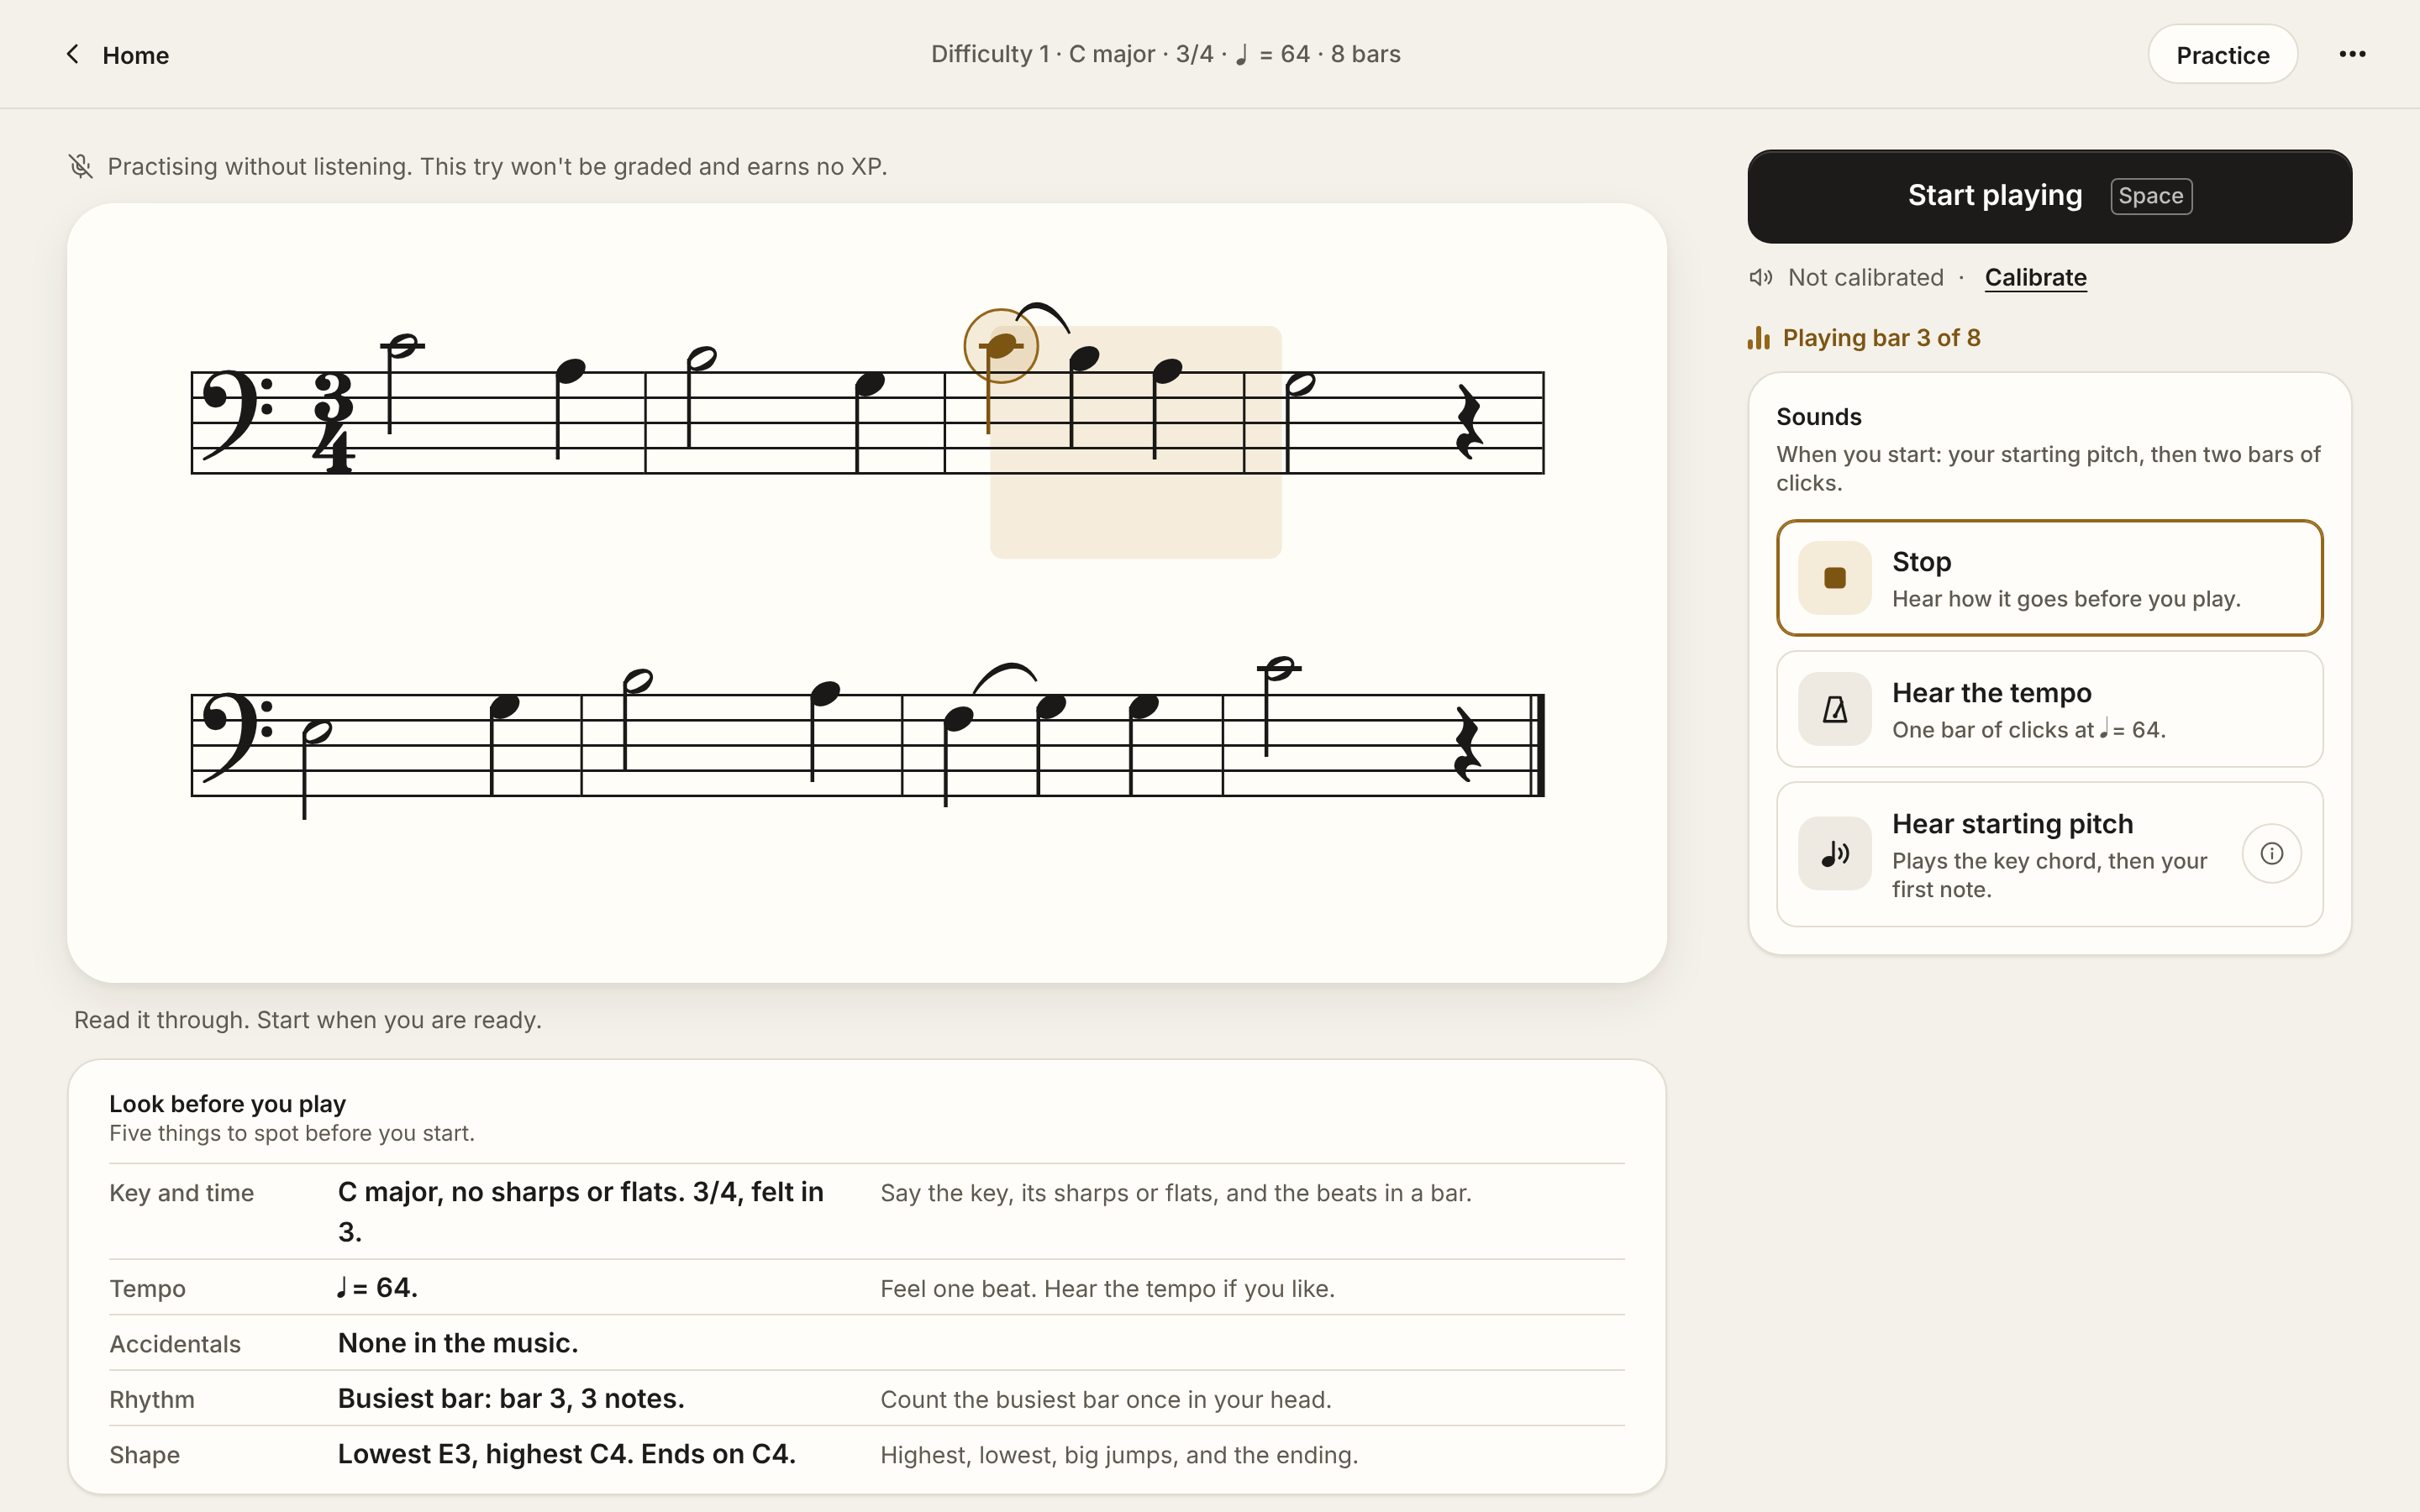 Home
Difficulty 1 · C major · 3/4 · ♩ = 64 · 8 bars
Practice
Practising without listening. This try won't be graded and earns no XP.
3
4
Read it through. Start when you are ready.
Look before you play
Five things to spot before you start.
Key and time
C major, no sharps or flats. 3/4, felt in
3.
Say the key, its sharps or flats, and the beats in a bar.
Tempo
♩ = 64.
Feel one beat. Hear the tempo if you like.
Accidentals
None in the music.
Rhythm
Busiest bar: bar 3, 3 notes.
Count the busiest bar once in your head.
Shape
Lowest E3, highest C4. Ends on C4.
Highest, lowest, big jumps, and the ending.
Start playing Space
Not calibrated · Calibrate
Playing bar 3 of 8
Sounds
When you start: your starting pitch, then two bars of
clicks.
Stop
Hear how it goes before you play.
Hear the tempo
One bar of clicks at ♩ = 64.
Hear starting pitch
Plays the key chord, then your
first note.